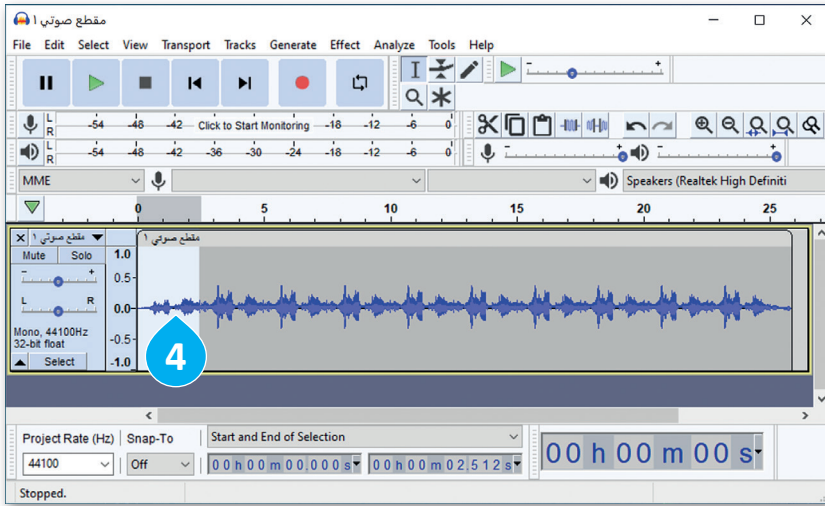 مقطع صوتي ١
File Edit Select View Transport Tracks Generate Effect Analyze Tools Help
L R -54 -48 -42 Click to Start Monitoring -18 -12 -6 0
L R -54 -48 -42 -36 -30 -24 -18 -12 -6 0
MME Speakers (Realtek High Definiti
0 5 10 15 20 25
مقطع صوتي ١ مقطع صوتي ١
Mute Solo 1.0
0.5
L R 0.0
Mono, 44100Hz
32-bit float -0.5
Select -1.0
4
Project Rate (Hz) Snap-To Start and End of Selection
44100 Off 00 h 00 m 00.000 s 00 h 00 m 02.512 s 00 h 00 m 00 s
Stopped.